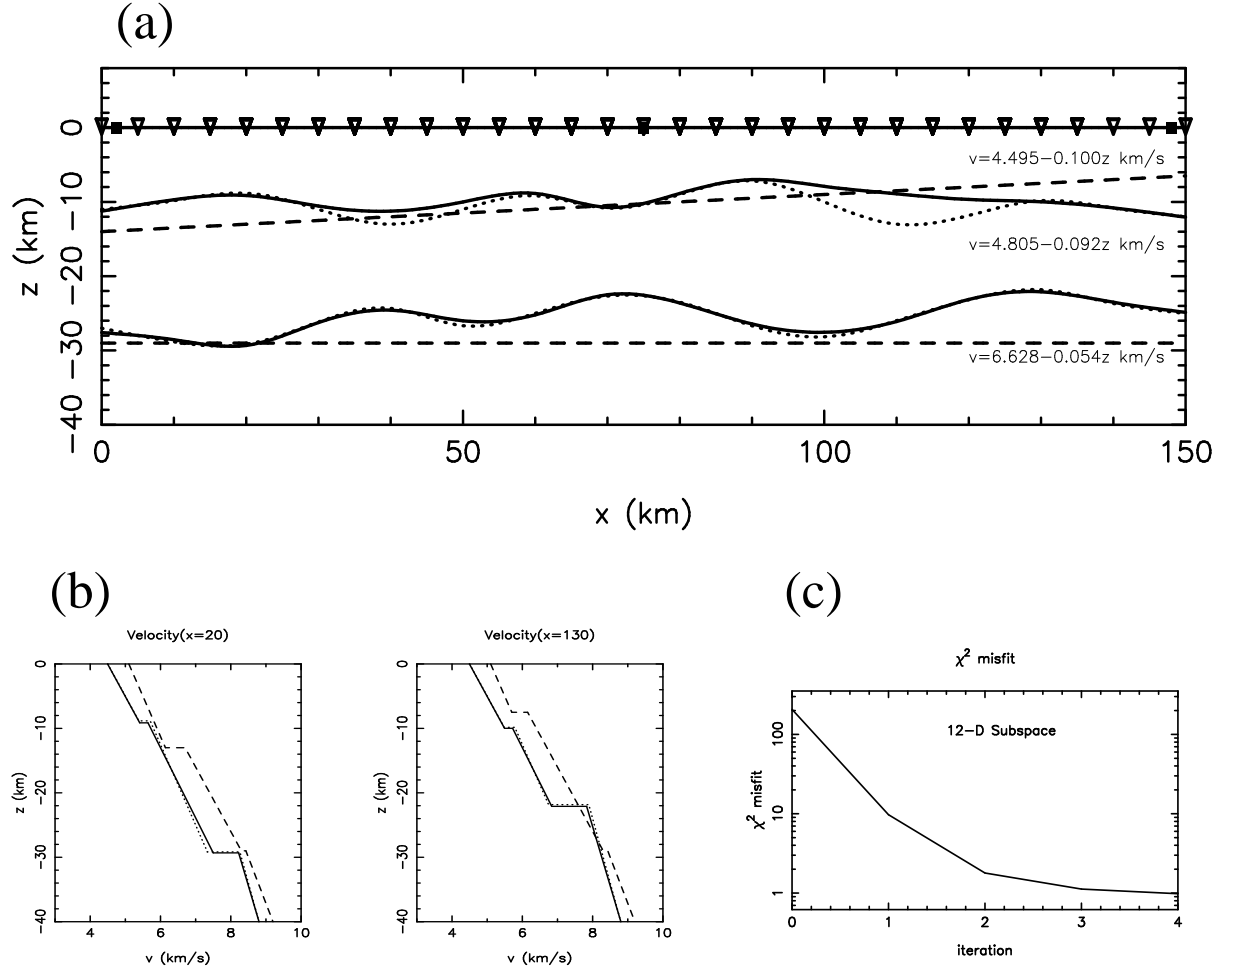 (a)
0
−10
−20
−30
−40
z (km)
v=4.495−0.100z km/s
v=4.805−0.092z km/s
v=6.628−0.054z km/s
0 50 100 150
x (km)
(b)
Velocity(x=20)
0
−10
−20
−30
−40
z (km)
4 6 8 10
v (km/s)
Velocity(x=130)
0
−10
−20
−30
−40
z (km)
4 6 8 10
v (km/s)
(c)
χ² misfit
12−D Subspace
100
10
1
χ² misfit
0 1 2 3 4
iteration